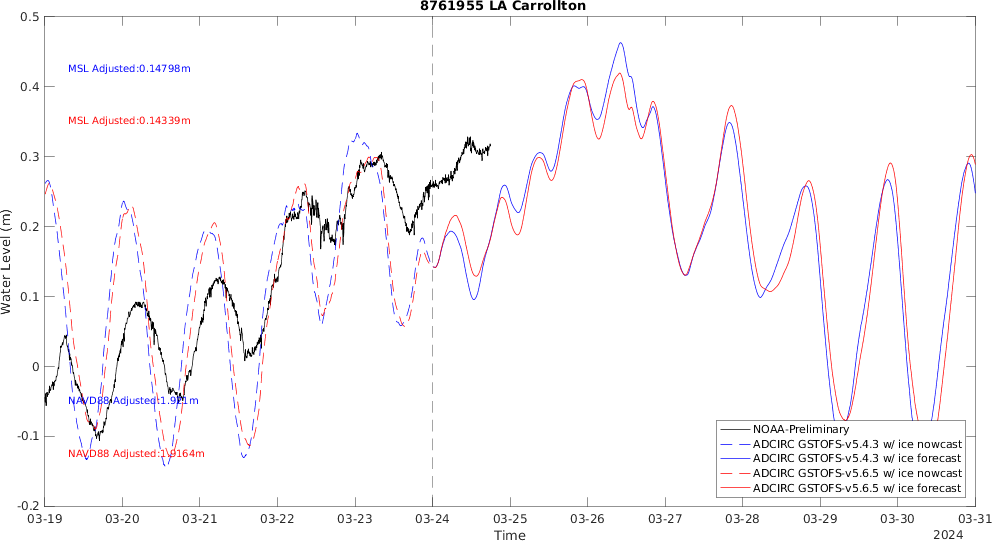 8761955 LA Carrollton
0.5
0.4
0.3
0.2
0.1
0
-0.1
-0.2
Water Level (m)
MSL Adjusted:0.14798m
MSL Adjusted:0.14339m
NAVD88 Adjusted:1.921m
NAVD88 Adjusted:1.9164m
NOAA-Preliminary
ADCIRC GSTOFS-v5.4.3 w/ ice nowcast
ADCIRC GSTOFS-v5.4.3 w/ ice forecast
ADCIRC GSTOFS-v5.6.5 w/ ice nowcast
ADCIRC GSTOFS-v5.6.5 w/ ice forecast
03-19 03-20 03-21 03-22 03-23 03-24 03-25 03-26 03-27 03-28 03-29 03-30 03-31
Time
2024